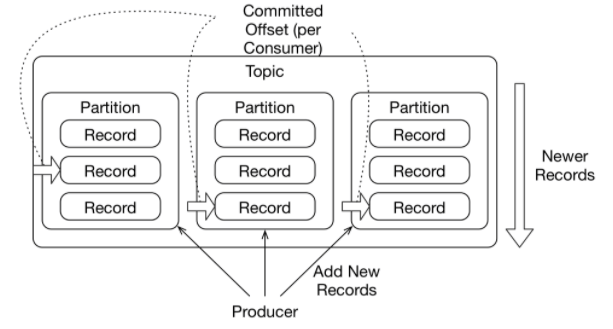 Committed
Offset (per
Consumer)
Topic
Partition
Partition
Partition
Record
Record
Record
Record
Record
Record
Record
Record
Record
Newer
Records
Add New
Records
Producer